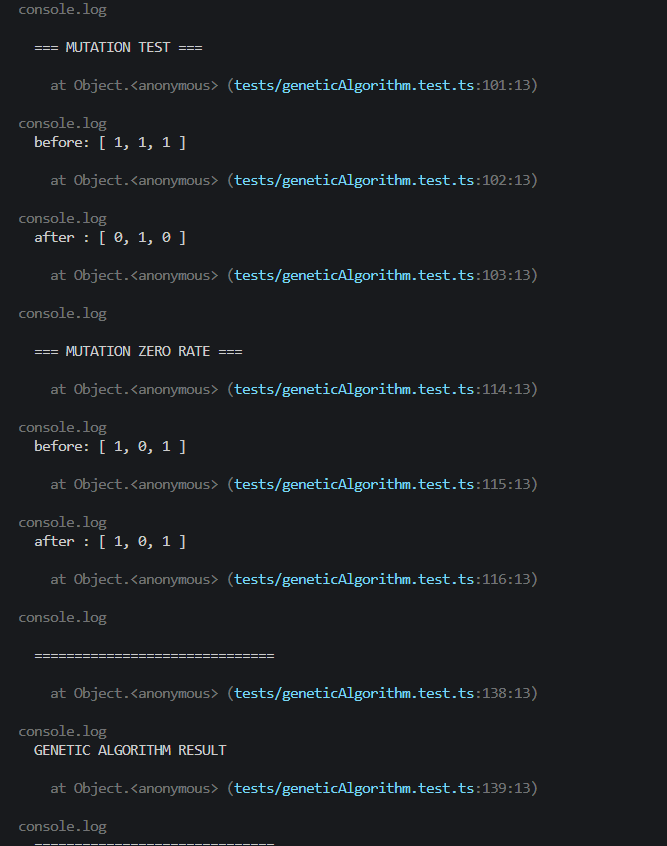 console.log
=== MUTATION TEST ===
at Object.<anonymous> (tests/geneticAlgorithm.test.ts:101:13)
console.log
before: [ 1, 1, 1 ]
at Object.<anonymous> (tests/geneticAlgorithm.test.ts:102:13)
console.log
after : [ 0, 1, 0 ]
at Object.<anonymous> (tests/geneticAlgorithm.test.ts:103:13)
console.log
=== MUTATION ZERO RATE ===
at Object.<anonymous> (tests/geneticAlgorithm.test.ts:114:13)
console.log
before: [ 1, 0, 1 ]
at Object.<anonymous> (tests/geneticAlgorithm.test.ts:115:13)
console.log
after : [ 1, 0, 1 ]
at Object.<anonymous> (tests/geneticAlgorithm.test.ts:116:13)
console.log
==============================
at Object.<anonymous> (tests/geneticAlgorithm.test.ts:138:13)
console.log
GENETIC ALGORITHM RESULT
at Object.<anonymous> (tests/geneticAlgorithm.test.ts:139:13)
console.log
==============================